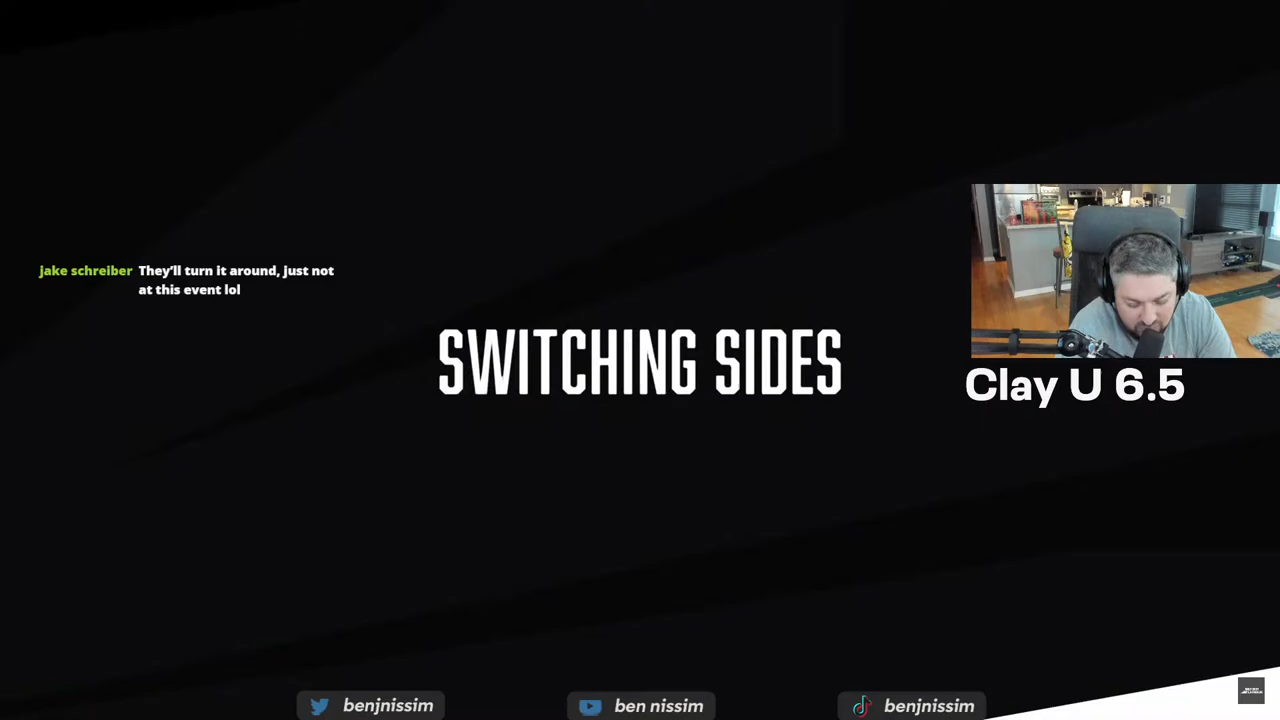 jake schreiber They'll turn it around, just not
at this event lol
SWITCHING SIDES
Clay U 6.5
benjnissim
ben nissim
benjnissim